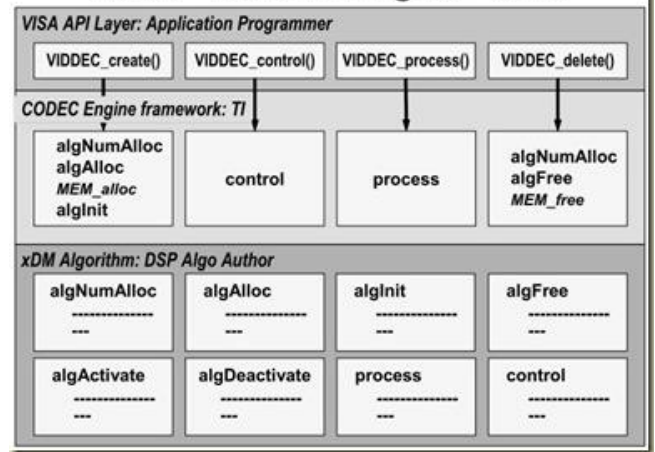 VISA API Layer: Application Programmer
VIDDEC_create() VIDDEC_control() VIDDEC_process() VIDDEC_delete()
CODEC Engine framework: TI
algNumAlloc
algAlloc
MEM_alloc
algInit
control
process
algNumAlloc
algFree
MEM_free
xDM Algorithm: DSP Algo Author
algNumAlloc algAlloc algInit algFree
algActivate algDeactivate process control